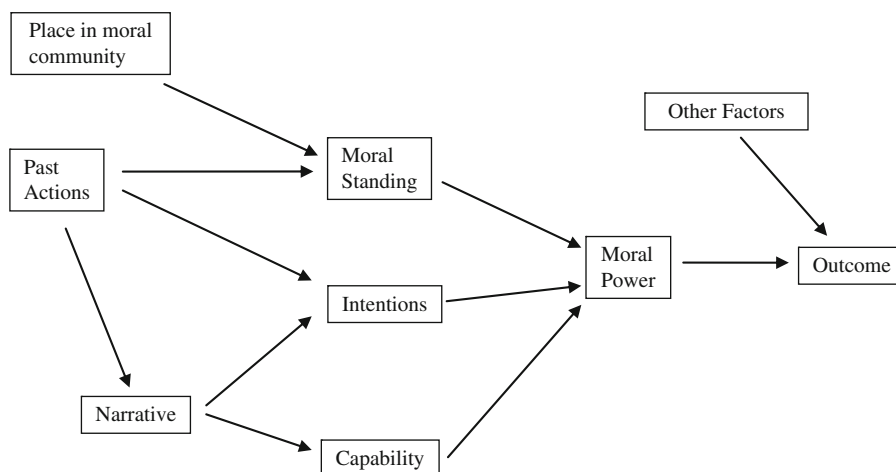 Place in moral
community
Other Factors
Past
Actions
Moral
Standing
Moral
Power
Outcome
Intentions
Narrative
Capability